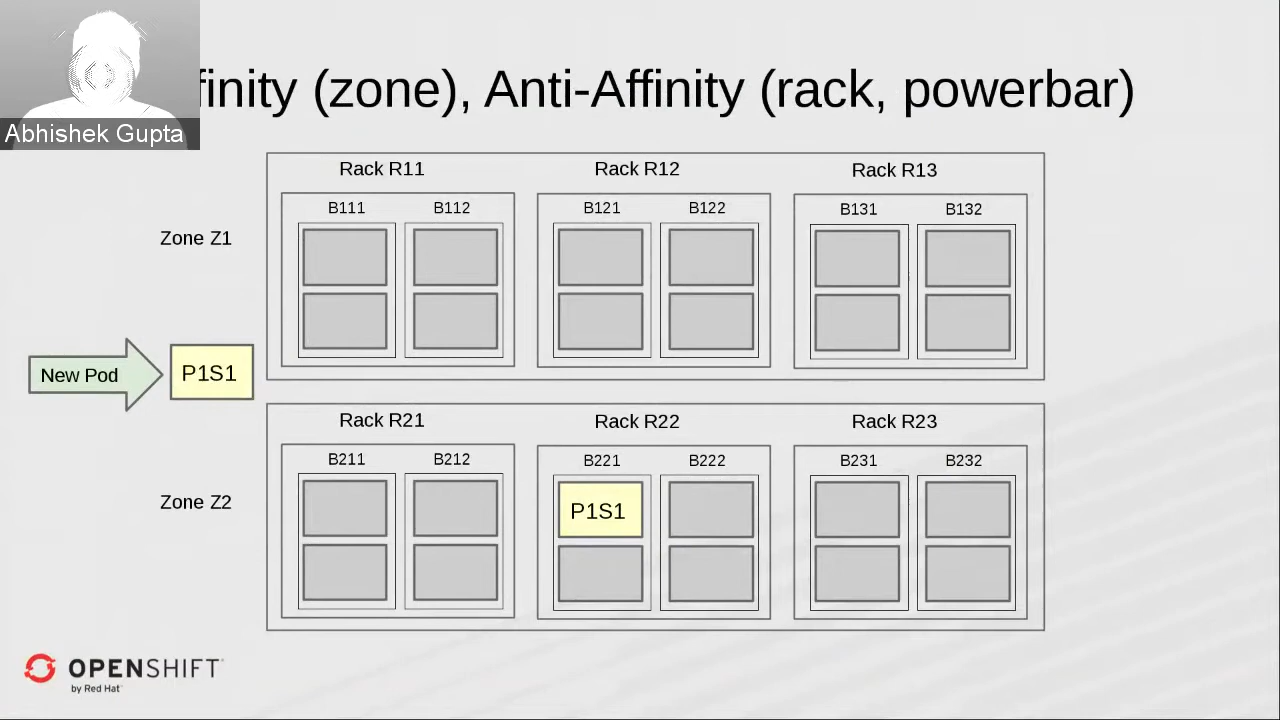 finity (zone), Anti-Affinity (rack, powerbar)
Abhishek Gupta
Rack R11 Rack R12 Rack R13
B111 B112 B121 B122 B131 B132
Zone Z1
New Pod P1S1
Rack R21 Rack R22 Rack R23
B211 B212 B221 B222 B231 B232
Zone Z2
P1S1
OPENSHIFT
by Red Hat